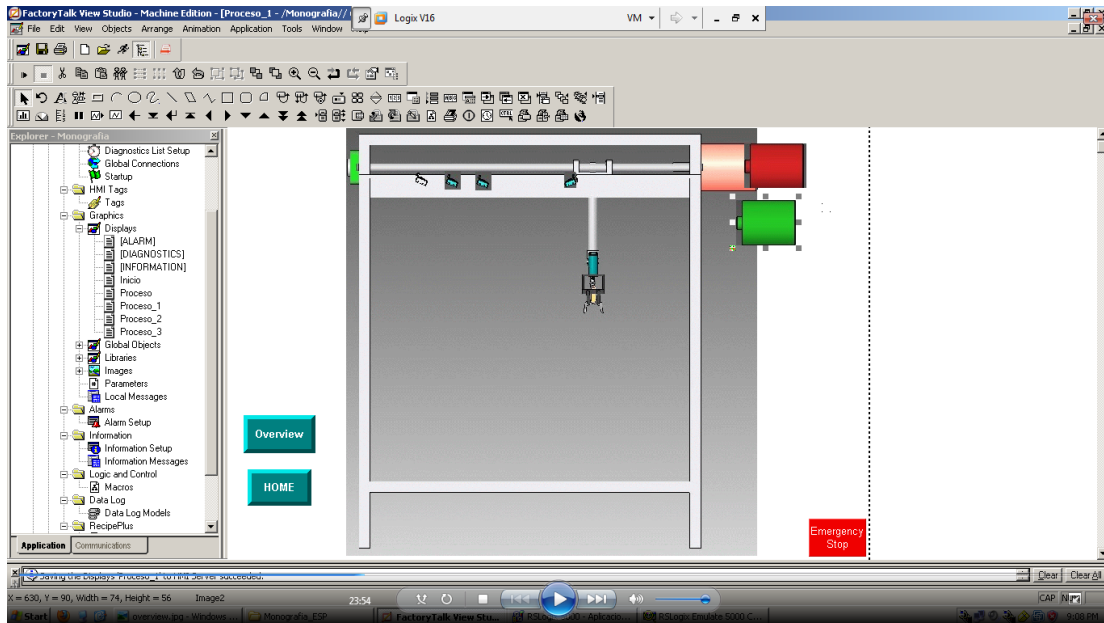 FactoryTalk View Studio - Machine Edition - [Proceso_1 - /Monografia//
Logix V16
VM
File Edit View Objects Arrange Animation Application Tools Window
Explorer - Monografia
Diagnostics List Setup
Global Connections
Startup
HMI Tags
Tags
Graphics
Displays
[ALARM]
[DIAGNOSTICS]
[INFORMATION]
Inicio
Proceso
Proceso_1
Proceso_2
Proceso_3
Global Objects
Libraries
Images
Parameters
Local Messages
Alarms
Alarm Setup
Information
Information Setup
Information Messages
Logic and Control
Macros
Data Log
Data Log Models
RecipePlus
Application
Communications
Overview
HOME
Emergency
Stop
Saving the Displays 'Proceso_1' to HMI Server succeeded.
Clear
Clear All
X = 630, Y = 90, Width = 74, Height = 56
Image2
23:54
CAP
Start
overview.jpg - Windows ...
Monografia_ESP
FactoryTalk View Stu...
RSLogix Emulate 5000 C...
9:08 PM